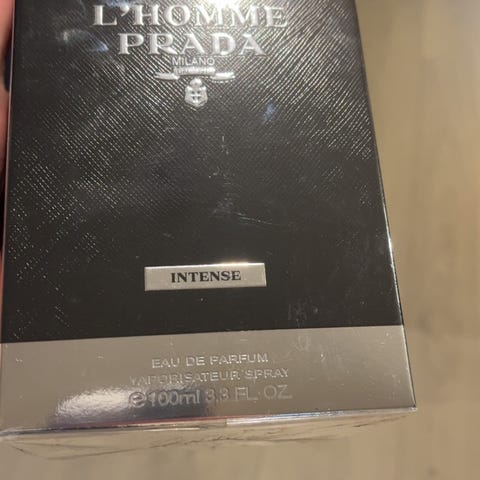 L'HOMME
PRADA
MILANO
INTENSE
EAU DE PARFUM
VAPORISATEUR SPRAY
℮100ml 3.3 FL. OZ.